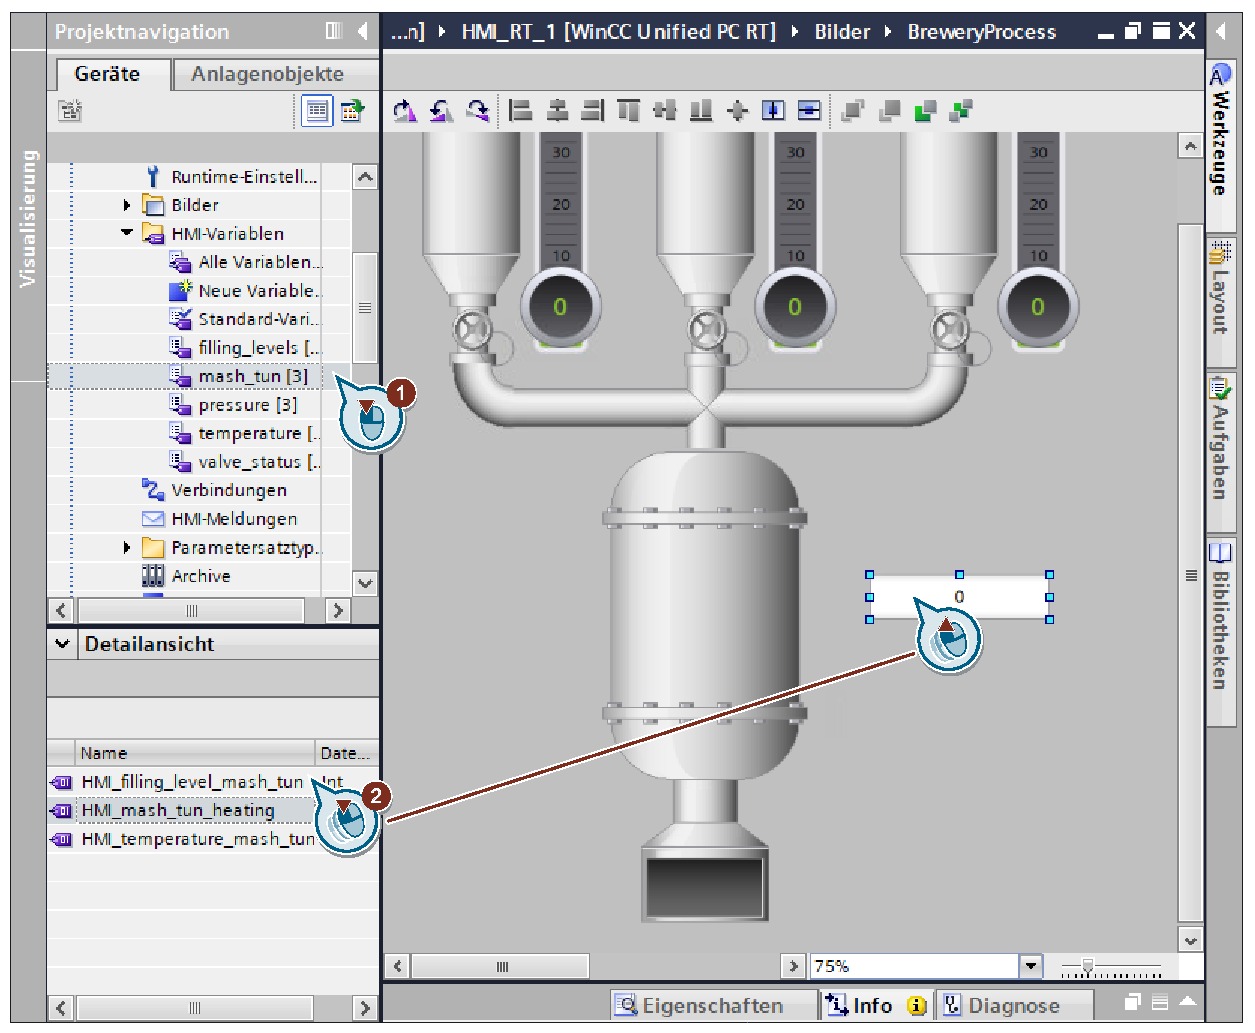 Projektnavigation
...n] HMI_RT_1 [WinCC Unified PC RT] Bilder BreweryProcess
Geräte Anlagenobjekte
Visualisierung
Runtime-Einstell...
Bilder
HMI-Variablen
Alle Variablen...
Neue Variable..
Standard-Vari...
filling_levels [...
mash_tun [3]
pressure [3]
temperature [..
valve_status [..
Verbindungen
HMI-Meldungen
Parametersatztyp..
Archive
1
30 30 30
20 20 20
10 10 10
0 0 0
0
Detailansicht
Name Date...
HMI_filling_level_mash_tun Int
HMI_mash_tun_heating
HMI_temperature_mash_tun
2
75%
Eigenschaften Info Diagnose
Werkzeuge
Layout
Aufgaben
Bibliotheken